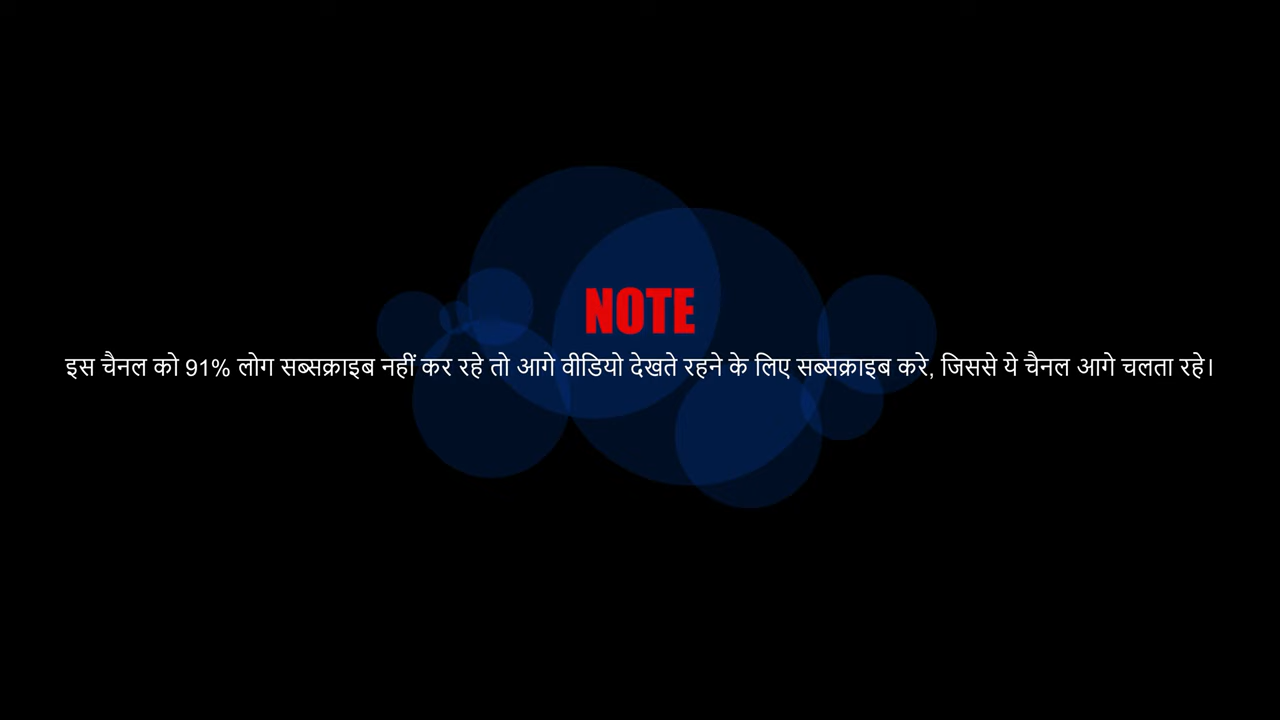 NOTE
इस चैनल को 91% लोग सब्सक्राइब नहीं कर रहे तो आगे वीडियो देखते रहने के लिए सब्सक्राइब करे, जिससे ये चैनल आगे चलता रहे।